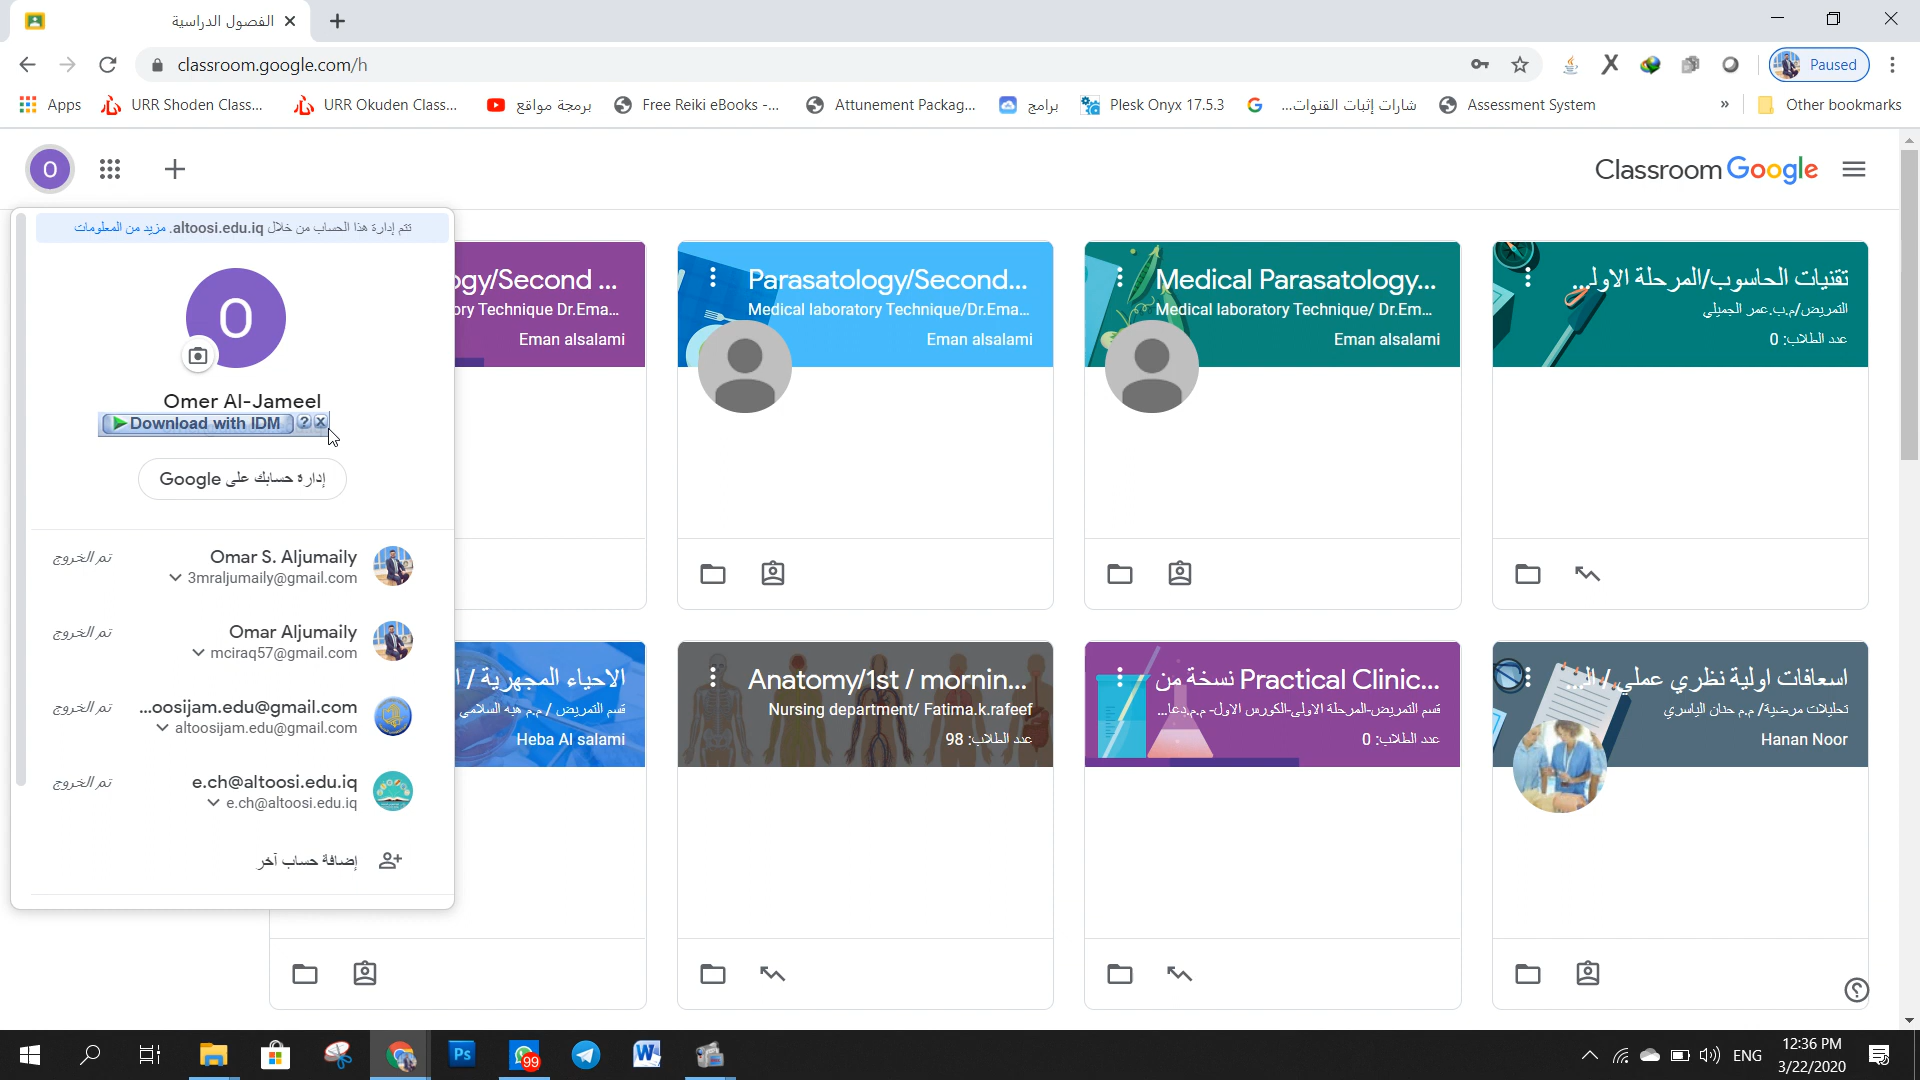 الفصول الدراسية
classroom.google.com/h
Paused
Apps
URR Shoden Class...
URR Okuden Class...
برمجة مواقع
Free Reiki eBooks -...
Attunement Packag...
برامج
Plesk Onyx 17.5.3
شارات إثبات القنوات...
Assessment System
»
Other bookmarks
O
Classroom Google
تتم إدارة هذا الحساب من خلال altoosi.edu.iq. مزيد من المعلومات
O
Omer Al-Jameel
Download with IDM ? x
إدارة حسابك على Google
Omar S. Aljumaily
تم الخروج
3mraljumaily@gmail.com
Omar Aljumaily
تم الخروج
mciraq57@gmail.com
...oosijam.edu@gmail.com
تم الخروج
altoosijam.edu@gmail.com
e.ch@altoosi.edu.iq
تم الخروج
e.ch@altoosi.edu.iq
إضافة حساب آخر
تقنيات الحاسوب/المرحلة الاولى...
التمريض/م.ب.عمر الجميلي
عدد الطلاب: 0
Medical Parasatology...
Medical laboratory Technique/ Dr.Em...
Eman alsalami
Parasatology/Second...
Medical laboratory Technique/Dr.Ema...
Eman alsalami
ogy/Second ...
ory Technique Dr.Ema...
Eman alsalami
اسعافات اولية نظري عملي / ال...
تحليلات مرضية/ م.م حنان الياسري
Hanan Noor
نسخة من Practical Clinic...
قسم التمريض-المرحلة الاولى-الكورس الاول- م.م.دعا...
عدد الطلاب: 0
Anatomy/1st / mornin...
Nursing department/ Fatima.k.rafeef
عدد الطلاب: 98
الاحياء المجهرية / ا
قسم التمريض / م.م هبه السلامي
Heba Al salami
Ps
99
W
ENG
12:36 PM
3/22/2020